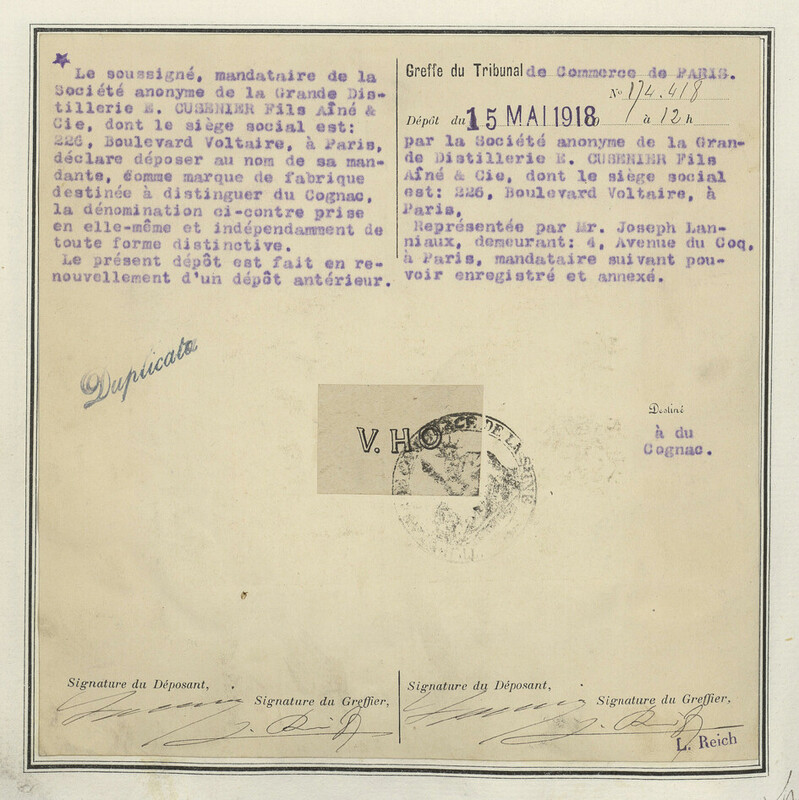 Le soussigné, mandataire de la
Société anonyme de la Grande Dis-
tillerie E. CUSENIER Fils Aîné &
Cie, dont le siège social est:
226, Boulevard Voltaire, à Paris,
déclare déposer au nom de sa man-
dante, comme marque de fabrique
destinée à distinguer du Cognac,
la dénomination ci-contre prise
en elle-même et indépendamment de
toute forme distinctive.
Le présent dépôt est fait en re-
nouvellement d'un dépôt antérieur.
Greffe du Tribunal de Commerce de PARIS.
No 174.418
Dépôt du 15 MAI 1918 à 12 h
par la Société anonyme de la Gran-
de Distillerie E. CUSENIER Fils
Aîné & Cie, dont le siège social
est: 226, Boulevard Voltaire, à
Paris,
Représentée par Mr. Joseph Lan-
niaux, demeurant: 4, Avenue du Coq,
à Paris, mandataire suivant pou-
voir enregistré et annexé.
Duplicata
V.HO
DE LA SEINE
Destiné
à du
Cognac.
Signature du Déposant,
Signature du Greffier,
Signature du Déposant,
Signature du Greffier,
L. Reich